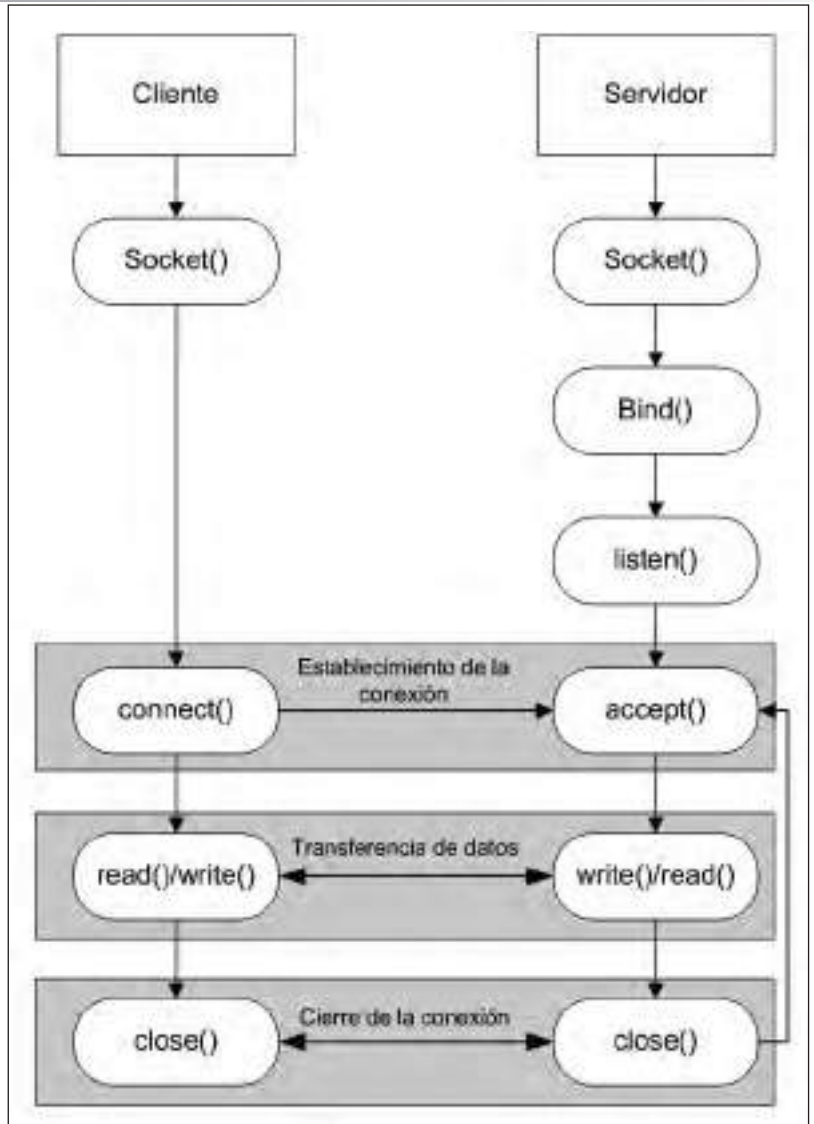 Cliente
Servidor
Socket()
Socket()
Bind()
listen()
Establecimiento de la
conexión
connect()
accept()
Transferencia de datos
read()/write()
write()/read()
Cierre de la conexión
close()
close()